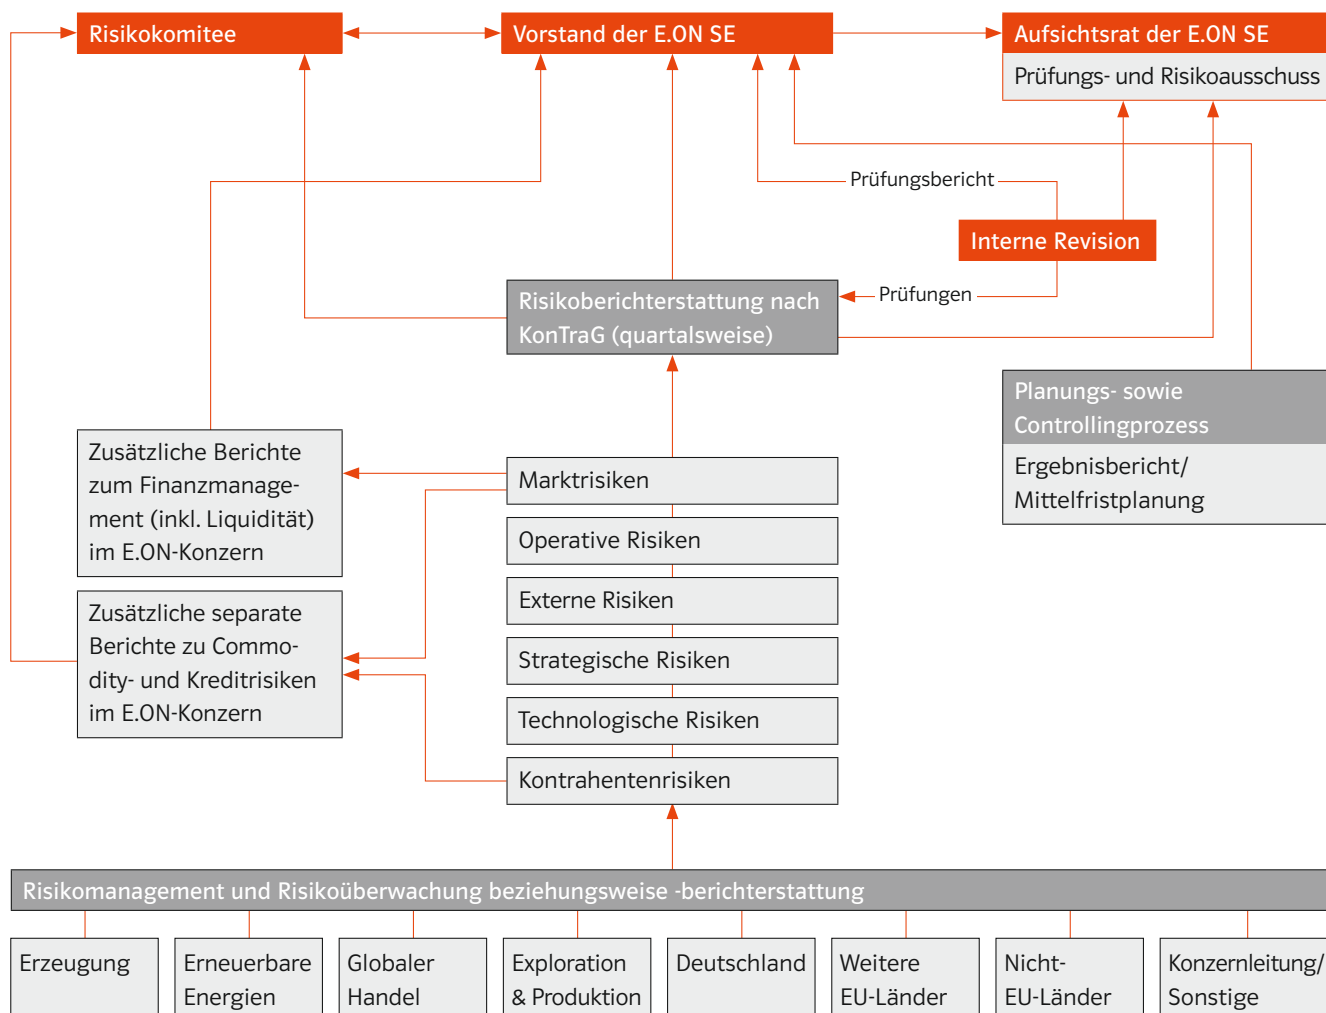 Risikokomitee
Vorstand der E.ON SE
Aufsichtsrat der E.ON SE
Prüfungs- und Risikoausschuss
Prüfungsbericht
Interne Revision
Prüfungen
Risikoberichterstattung nach
KonTraG (quartalsweise)
Planungs- sowie
Controllingprozess
Ergebnisbericht/
Mittelfristplanung
Zusätzliche Berichte
zum Finanzmanage-
ment (inkl. Liquidität)
im E.ON-Konzern
Zusätzliche separate
Berichte zu Commo-
dity- und Kreditrisiken
im E.ON-Konzern
Marktrisiken
Operative Risiken
Externe Risiken
Strategische Risiken
Technologische Risiken
Kontrahentenrisiken
Risikomanagement und Risikoüberwachung beziehungsweise -berichterstattung
Erzeugung
Erneuerbare
Energien
Globaler
Handel
Exploration
& Produktion
Deutschland
Weitere
EU-Länder
Nicht-
EU-Länder
Konzernleitung/
Sonstige